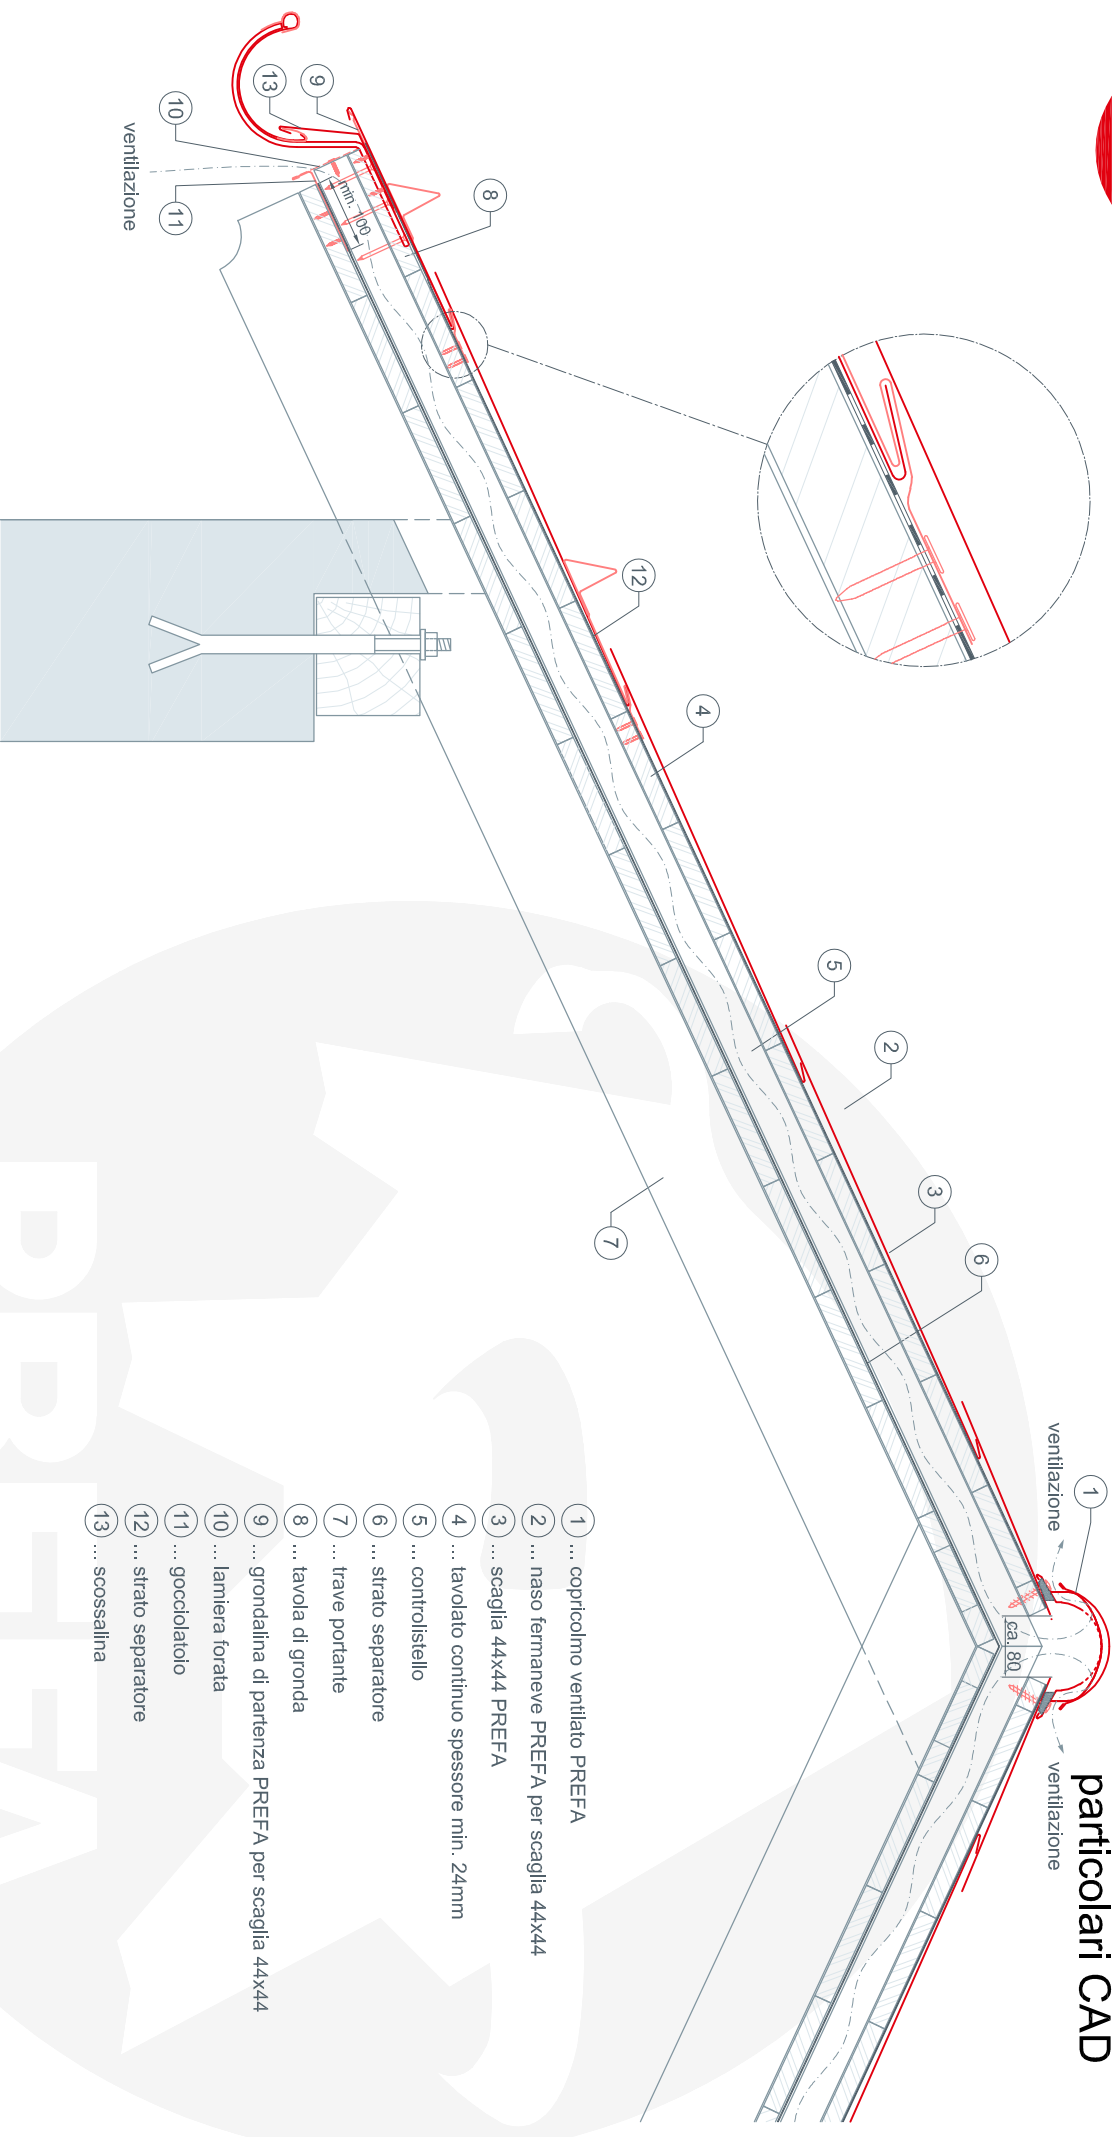 particolari CAD
1
ventilazione
ventilazione
ca. 80
2
3
6
5
4
12
8
9
13
10
ventilazione
11
min. 100
7
1 ... copricolmo ventilato PREFA
2 ... naso fermaneve PREFA per scaglia 44x44
3 ... scaglia 44x44 PREFA
4 ... tavolato continuo spessore min. 24mm
5 ... controlistello
6 ... strato separatore
7 ... trave portante
8 ... tavola di gronda
9 ... grondalina di partenza PREFA per scaglia 44x44
10 ... lamiera forata
11 ... gocciolatoio
12 ... strato separatore
13 ... scossalina
PREFA